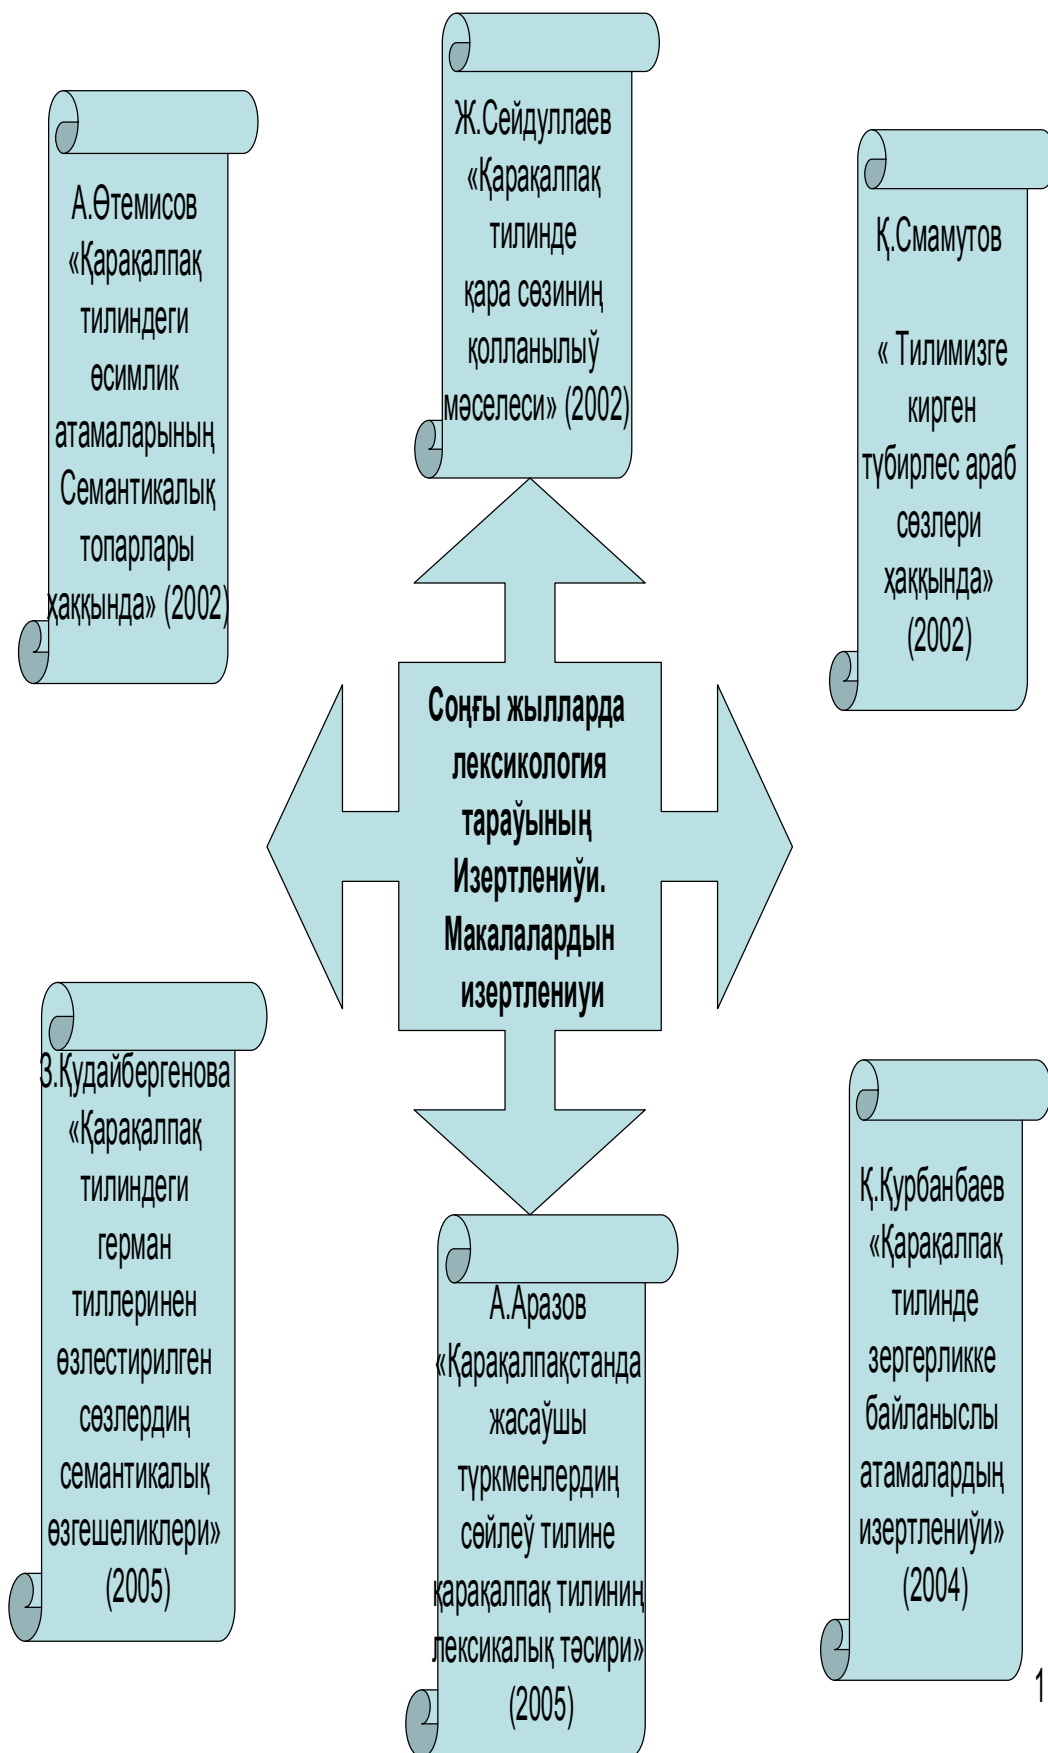 А.Өтемисов
«Қарақалпақ
тилиндеги
өсимлик
атамаларының
Семантикалық
топарлары
ҳаққында» (2002)
Ж.Сейдуллаев
«Қарақалпақ
тилинде
қара сөзиниң
қолланылыў
мәселеси» (2002)
Қ.Смамутов
« Тилимизге
кирген
түбирлес араб
сөзлери
ҳаққында»
(2002)
Соңғы жылларда
лексикология
тараўының
Изертлениўи.
Макалалардын
изертлениуи
З.Қудайбергенова
«Қарақалпақ
тилиндеги
герман
тиллеринен
өзлестирилген
сөзлердиң
семантикалық
өзгешеликлери»
(2005)
А.Аразов
«Қарақалпақстанда
жасаўшы
түркменлердиң
сөйлеў тилине
қарақалпақ тилиниң
лексикалық тәсири»
(2005)
Қ.Қурбанбаев
«Қарақалпақ
тилинде
зергерликке
байланыслы
атамалардың
изертлениўи»
(2004)
1